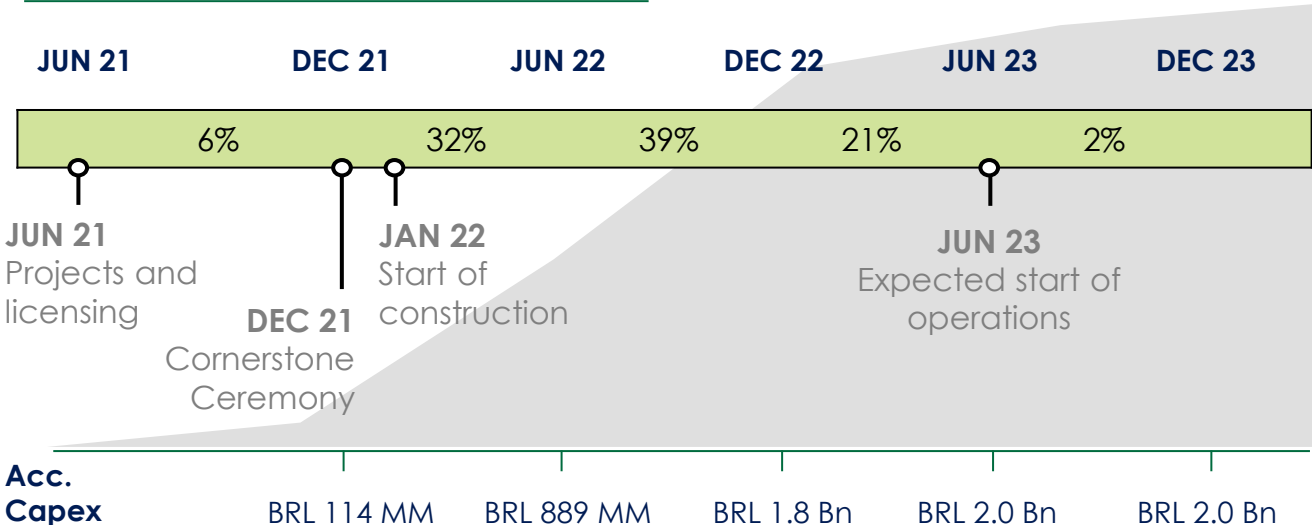 JUN 21 DEC 21 JUN 22 DEC 22 JUN 23 DEC 23
6% 32% 39% 21% 2%
JUN 21
Projects and
licensing
DEC 21
Cornerstone
Ceremony
JAN 22
Start of
construction
JUN 23
Expected start of
operations
Acc.
Capex
BRL 114 MM BRL 889 MM BRL 1.8 Bn BRL 2.0 Bn BRL 2.0 Bn